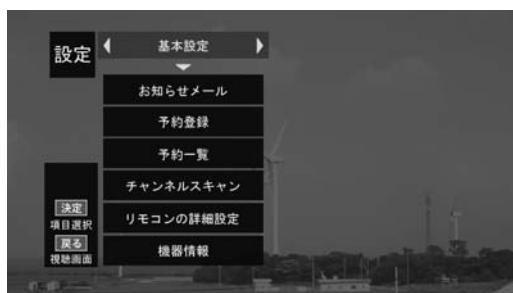 設定
基本設定
お知らせメール
予約登録
予約一覧
チャンネルスキャン
リモコンの詳細設定
機器情報
決定
項目選択
戻る
視聴画面